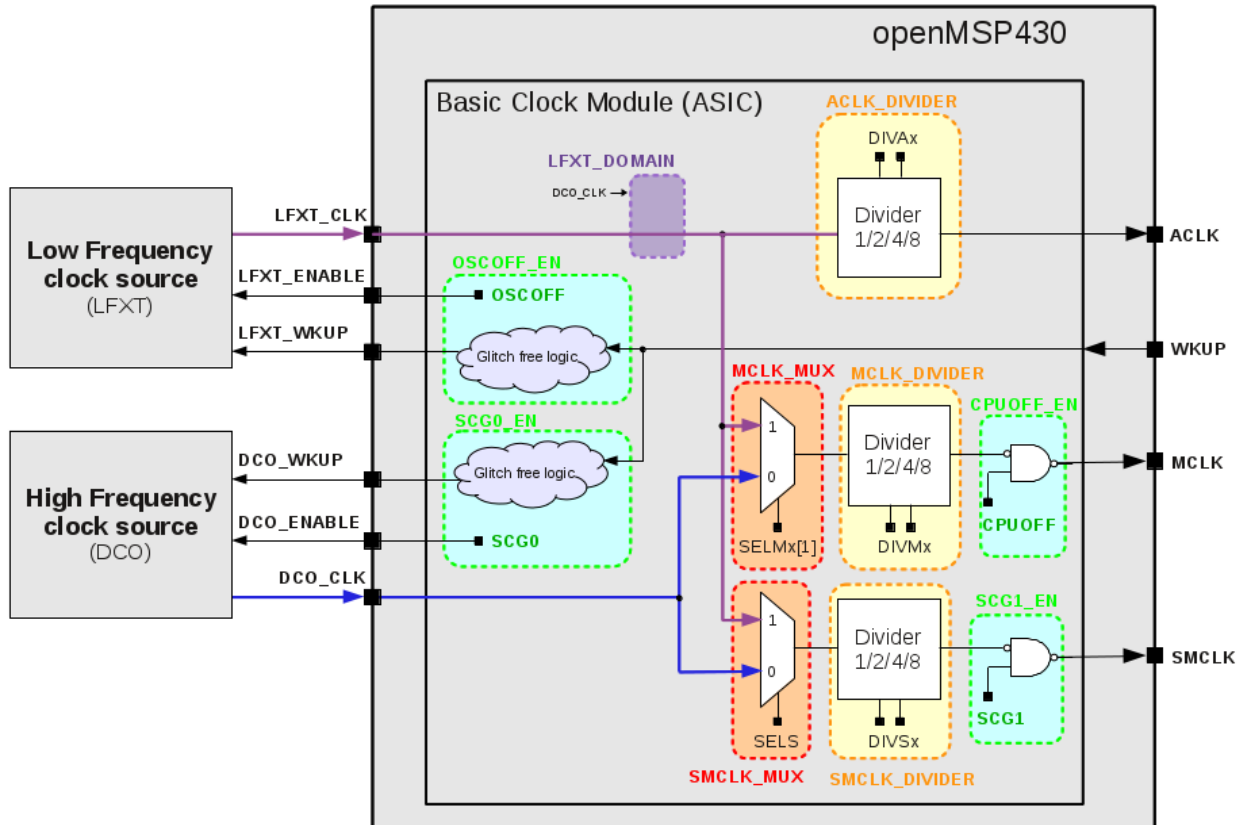 openMSP430
Basic Clock Module (ASIC)
ACLK_DIVIDER
DIVAx
Divider
1/2/4/8
LFXT_DOMAIN
DCO_CLK
Low Frequency
clock source
(LFXT)
LFXT_CLK
LFXT_ENABLE
LFXT_WKUP
ACLK
OSCOFF_EN
OSCOFF
Glitch free logic
WKUP
SCG0_EN
Glitch free logic
SCG0
High Frequency
clock source
(DCO)
DCO_WKUP
DCO_ENABLE
DCO_CLK
MCLK_MUX
1
0
SELMx[1]
MCLK_DIVIDER
Divider
1/2/4/8
DIVMx
CPUOFF_EN
CPUOFF
MCLK
1
0
SELS
SMCLK_MUX
Divider
1/2/4/8
DIVSx
SMCLK_DIVIDER
SCG1_EN
SCG1
SMCLK